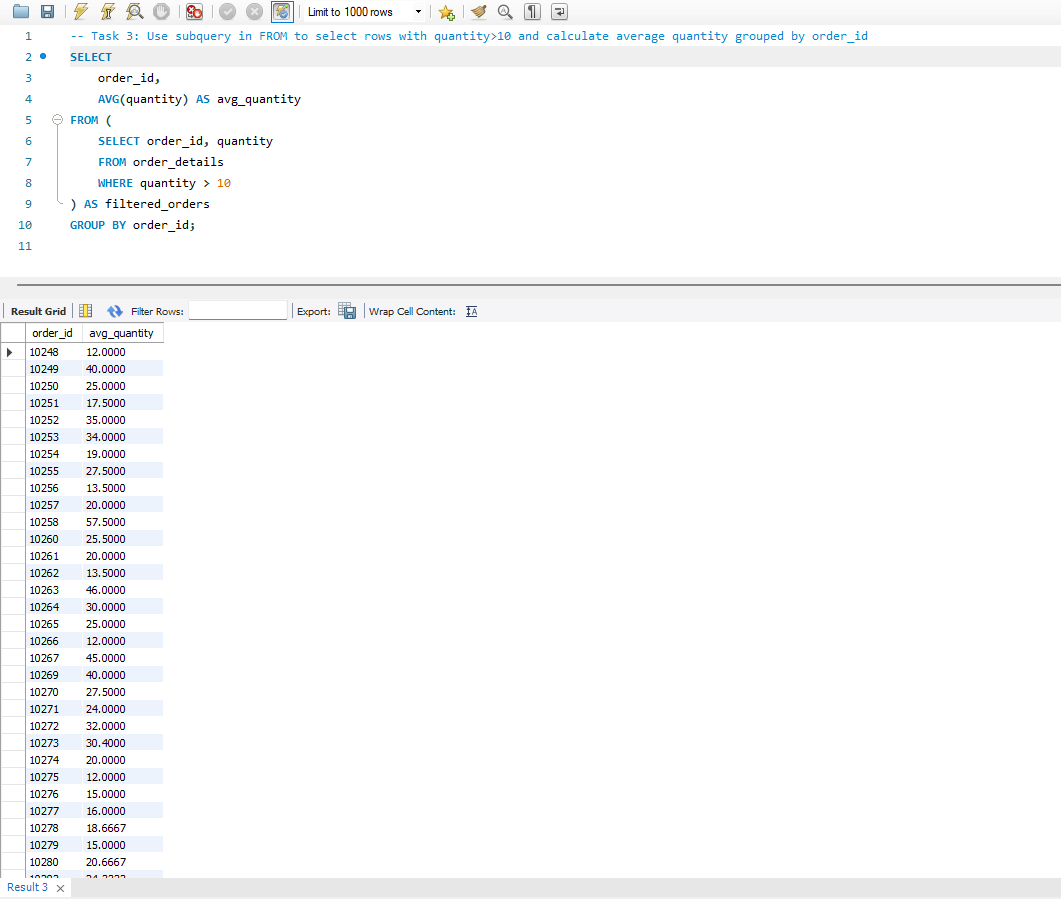 Limit to 1000 rows
1 -- Task 3: Use subquery in FROM to select rows with quantity>10 and calculate average quantity grouped by order_id
2 SELECT
3 order_id,
4 AVG(quantity) AS avg_quantity
5 FROM (
6 SELECT order_id, quantity
7 FROM order_details
8 WHERE quantity > 10
9 ) AS filtered_orders
10 GROUP BY order_id;
11
Result Grid Filter Rows: Export: Wrap Cell Content:
order_id avg_quantity
10248 12.0000
10249 40.0000
10250 25.0000
10251 17.5000
10252 35.0000
10253 34.0000
10254 19.0000
10255 27.5000
10256 13.5000
10257 20.0000
10258 57.5000
10260 25.5000
10261 20.0000
10262 13.5000
10263 46.0000
10264 30.0000
10265 25.0000
10266 12.0000
10267 45.0000
10269 40.0000
10270 27.5000
10271 24.0000
10272 32.0000
10273 30.4000
10274 20.0000
10275 12.0000
10276 15.0000
10277 16.0000
10278 18.6667
10279 15.0000
10280 20.6667
Result 3